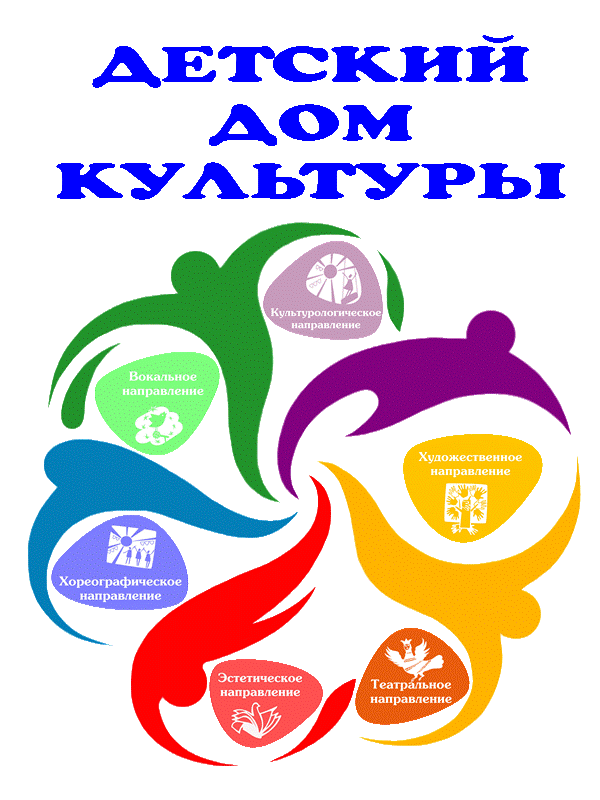 ДЕТСКИЙ
ДОМ
КУЛЬТУРЫ
Культурологическое
направление
Вокальное
направление
Художественное
направление
Хореографическое
направление
Эстетическое
направление
Театральное
направление